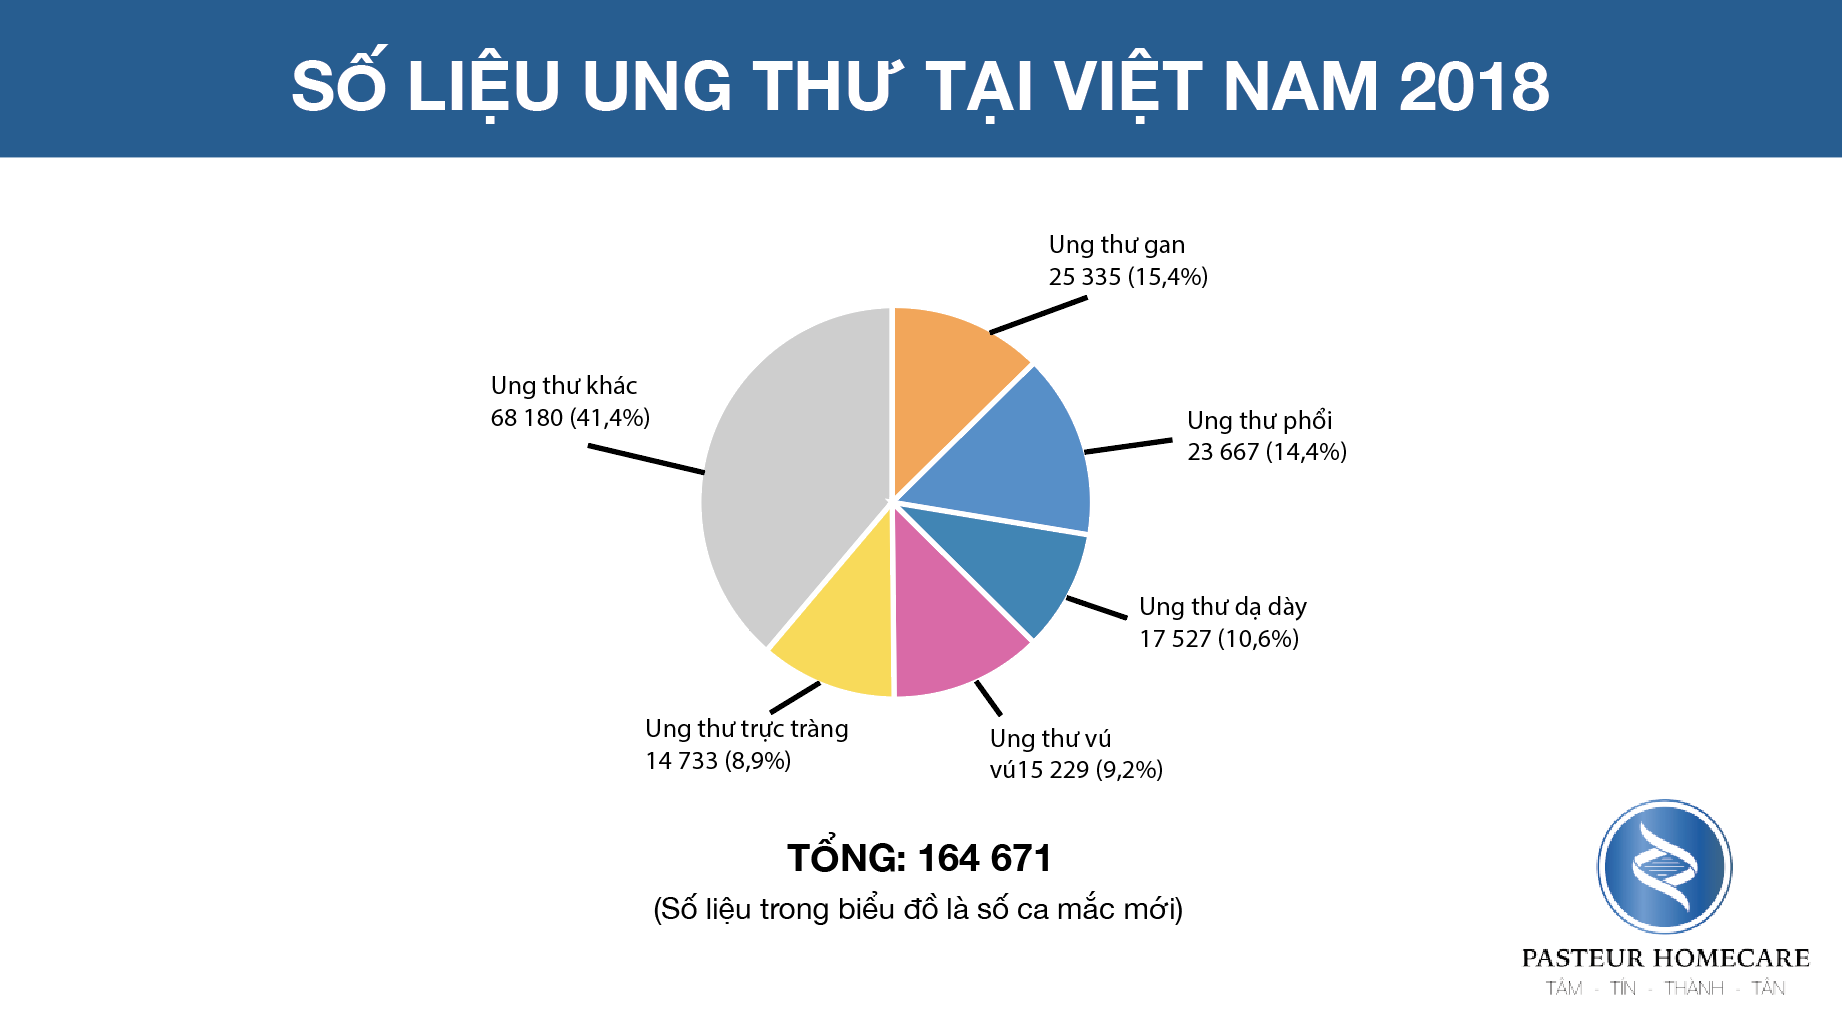 SỐ LIỆU UNG THƯ TẠI VIỆT NAM 2018
Ung thư gan
25 335 (15,4%)
Ung thư khác
68 180 (41,4%)
Ung thư phổi
23 667 (14,4%)
Ung thư dạ dày
17 527 (10,6%)
Ung thư trực tràng
14 733 (8,9%)
Ung thư vú
vú15 229 (9,2%)
TỔNG: 164 671
(Số liệu trong biểu đồ là số ca mắc mới)
PASTEUR HOMECARE
TÂM - TÍN - THÀNH - TÂN